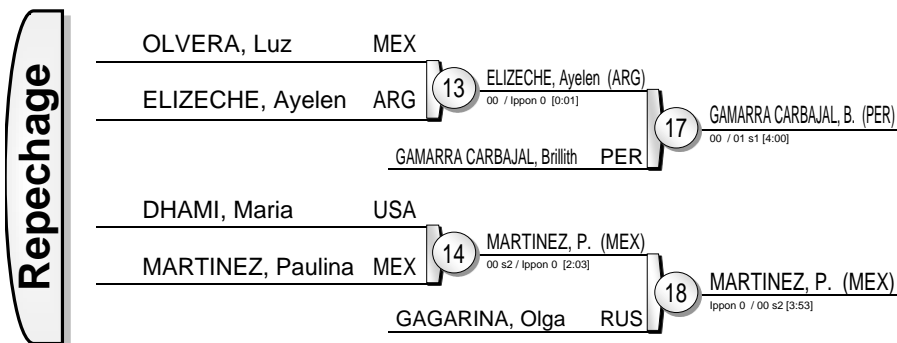 Repechage
OLVERA, Luz MEX
ELIZECHE, Ayelen ARG
13
ELIZECHE, Ayelen (ARG)
00 / Ippon 0 [0:01]
GAMARRA CARBAJAL, Brillith PER
17
GAMARRA CARBAJAL, B. (PER)
00 / 01 s1 [4:00]
DHAMI, Maria USA
MARTINEZ, Paulina MEX
14
MARTINEZ, P. (MEX)
00 s2 / Ippon 0 [2:03]
GAGARINA, Olga RUS
18
MARTINEZ, P. (MEX)
Ippon 0 / 00 s2 [3:53]